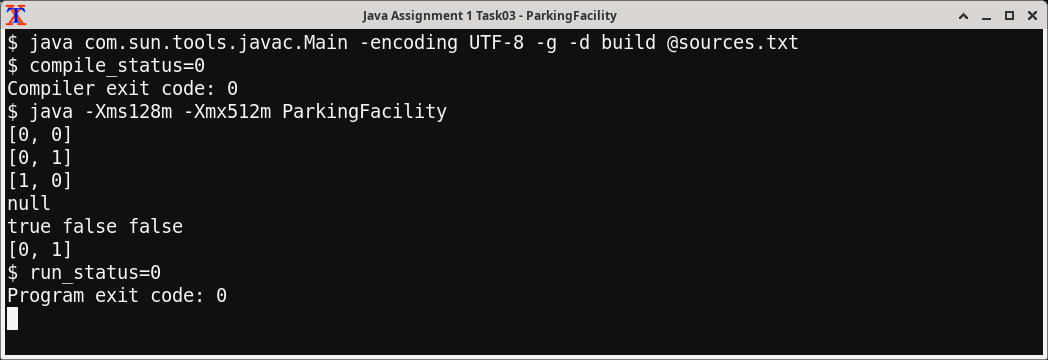 Java Assignment 1 Task03 - ParkingFacility
$ java com.sun.tools.javac.Main -encoding UTF-8 -g -d build @sources.txt
$ compile_status=0
Compiler exit code: 0
$ java -Xms128m -Xmx512m ParkingFacility
[0, 0]
[0, 1]
[1, 0]
null
true false false
[0, 1]
$ run_status=0
Program exit code: 0